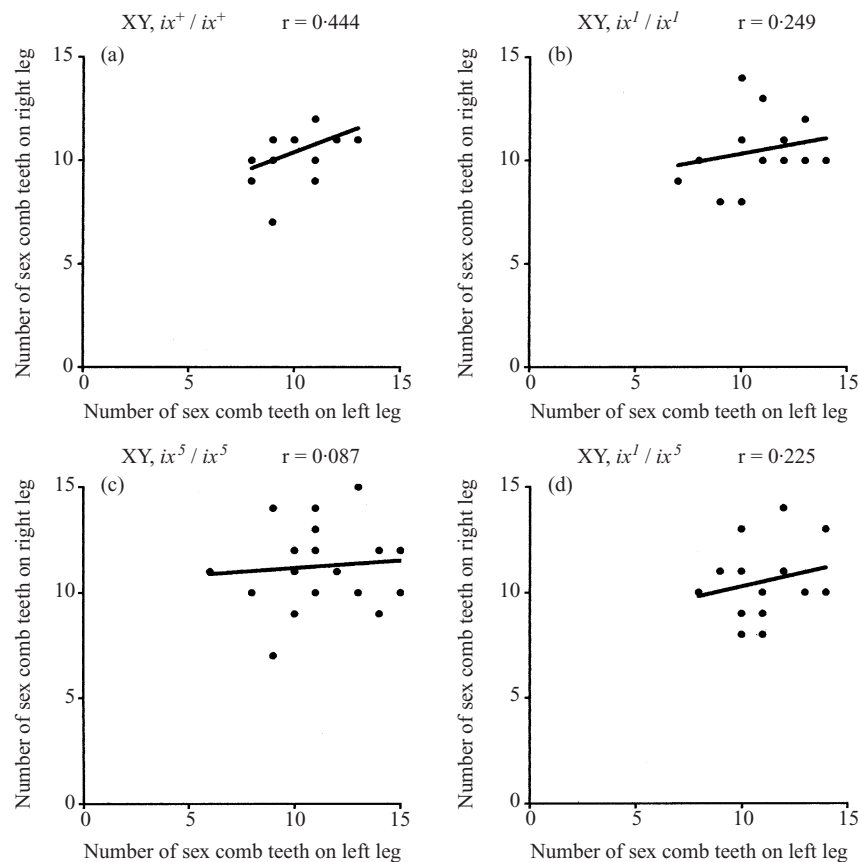 XY, ix⁺ / ix⁺ r = 0·444
(a)
Number of sex comb teeth on right leg
15
10
5
0
0 5 10 15
Number of sex comb teeth on left leg
XY, ix¹ / ix¹ r = 0·249
(b)
Number of sex comb teeth on right leg
15
10
5
0
0 5 10 15
Number of sex comb teeth on left leg
XY, ix⁵ / ix⁵ r = 0·087
(c)
Number of sex comb teeth on right leg
15
10
5
0
0 5 10 15
Number of sex comb teeth on left leg
XY, ix¹ / ix⁵ r = 0·225
(d)
Number of sex comb teeth on right leg
15
10
5
0
0 5 10 15
Number of sex comb teeth on left leg